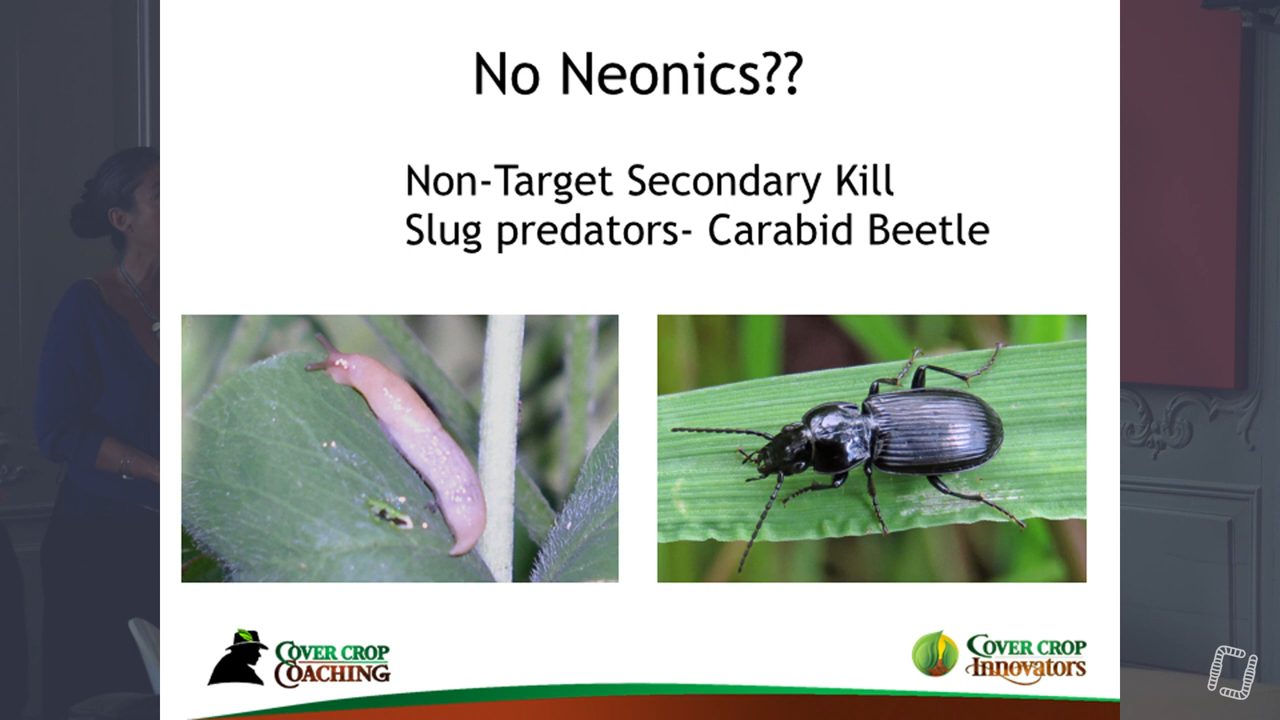 No Neonics??
Non-Target Secondary Kill
Slug predators- Carabid Beetle
COVER CROP
COACHING
COVER CROP
Innovators